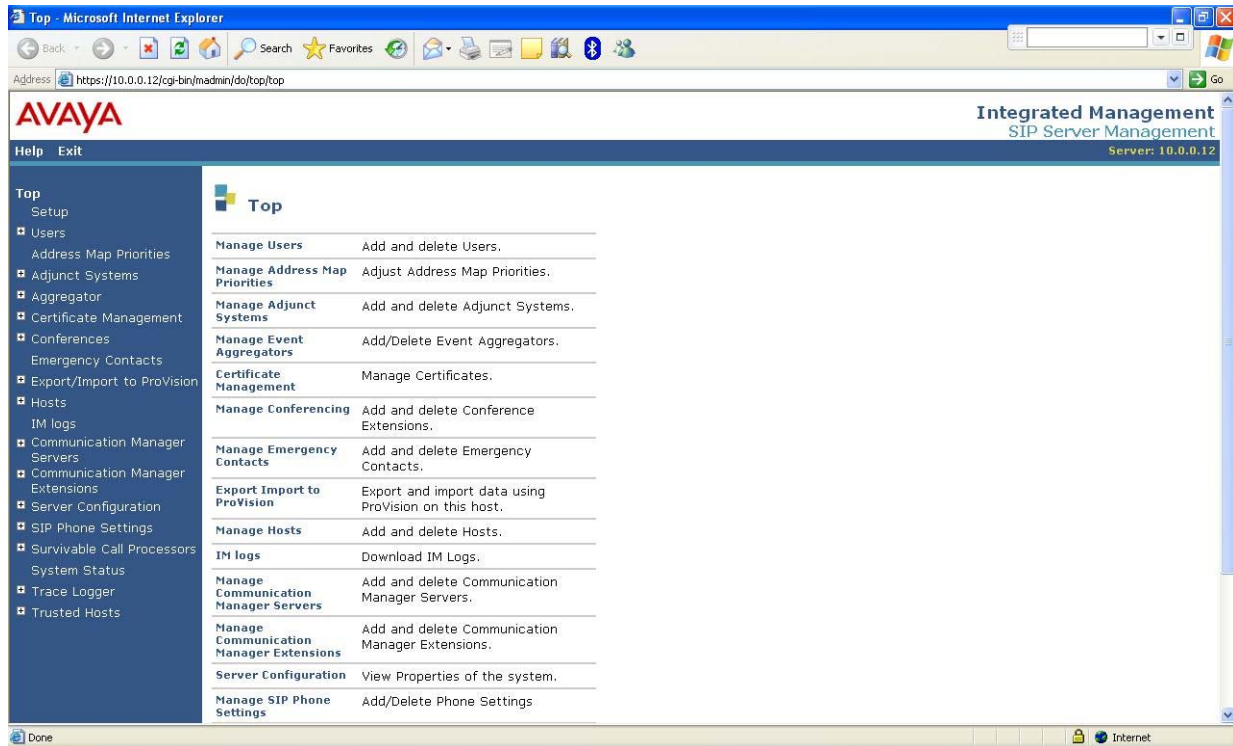 Top - Microsoft Internet Explorer
Back
Search
Favorites
Address
https://10.0.0.12/cgi-bin/madmin/do/top/top
Go
AVAYA
Integrated Management
SIP Server Management
Help Exit
Server: 10.0.0.12
Top
Setup
Users
Address Map Priorities
Adjunct Systems
Aggregator
Certificate Management
Conferences
Emergency Contacts
Export/Import to ProVision
Hosts
IM logs
Communication Manager
Servers
Communication Manager
Extensions
Server Configuration
SIP Phone Settings
Survivable Call Processors
System Status
Trace Logger
Trusted Hosts
Top
Manage Users
Add and delete Users.
Manage Address Map
Priorities
Adjust Address Map Priorities.
Manage Adjunct
Systems
Add and delete Adjunct Systems.
Manage Event
Aggregators
Add/Delete Event Aggregators.
Certificate
Management
Manage Certificates.
Manage Conferencing
Add and delete Conference
Extensions.
Manage Emergency
Contacts
Add and delete Emergency
Contacts.
Export Import to
ProVision
Export and import data using
ProVision on this host.
Manage Hosts
Add and delete Hosts.
IM logs
Download IM Logs.
Manage
Communication
Manager Servers
Add and delete Communication
Manager Servers.
Manage
Communication
Manager Extensions
Add and delete Communication
Manager Extensions.
Server Configuration
View Properties of the system.
Manage SIP Phone
Settings
Add/Delete Phone Settings
Done
Internet